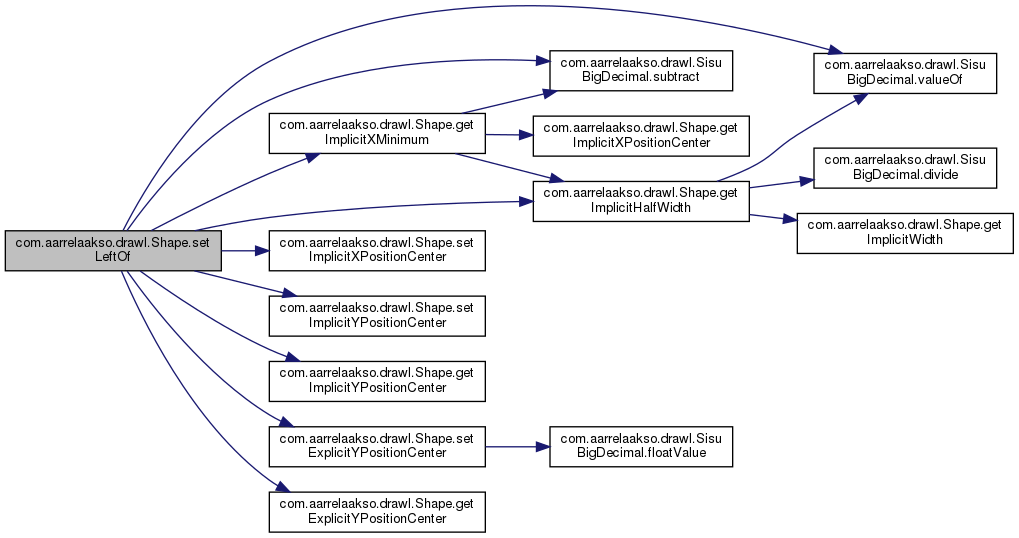 com.aarrelaakso.drawl.Shape.set
LeftOf
com.aarrelaakso.drawl.Shape.get
ImplicitXMinimum
com.aarrelaakso.drawl.Shape.set
ImplicitXPositionCenter
com.aarrelaakso.drawl.Shape.set
ImplicitYPositionCenter
com.aarrelaakso.drawl.Shape.get
ImplicitYPositionCenter
com.aarrelaakso.drawl.Shape.set
ExplicitYPositionCenter
com.aarrelaakso.drawl.Shape.get
ExplicitYPositionCenter
com.aarrelaakso.drawl.Sisu
BigDecimal.subtract
com.aarrelaakso.drawl.Shape.get
ImplicitXPositionCenter
com.aarrelaakso.drawl.Shape.get
ImplicitHalfWidth
com.aarrelaakso.drawl.Sisu
BigDecimal.floatValue
com.aarrelaakso.drawl.Sisu
BigDecimal.valueOf
com.aarrelaakso.drawl.Sisu
BigDecimal.divide
com.aarrelaakso.drawl.Shape.get
ImplicitWidth